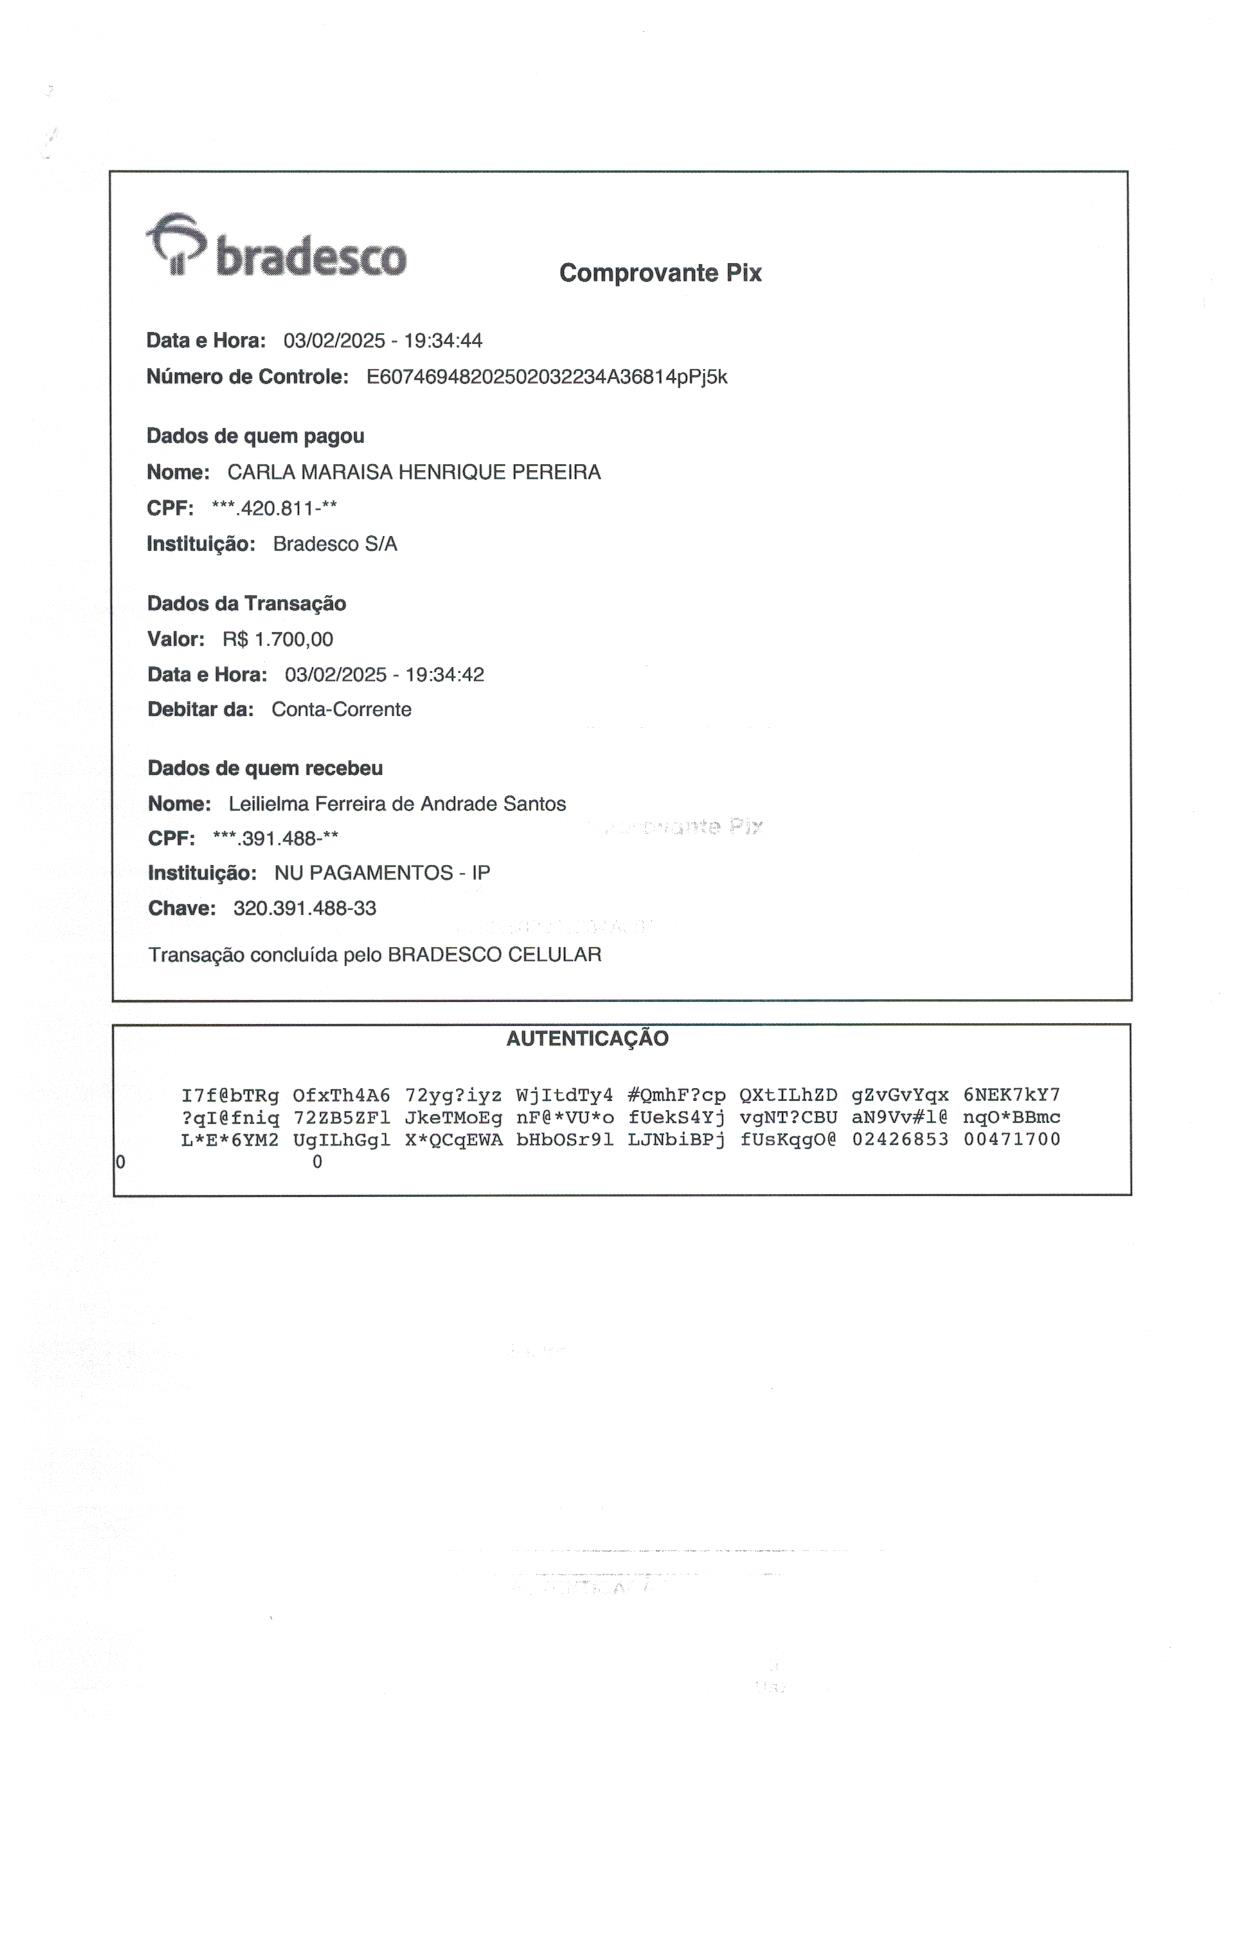 bradesco
Comprovante Pix
Data e Hora: 03/02/2025 - 19:34:44
Número de Controle: E60746948202502032234A36814pPj5k
Dados de quem pagou
Nome: CARLA MARAISA HENRIQUE PEREIRA
CPF: ***.420.811-**
Instituição: Bradesco S/A
Dados da Transação
Valor: R$ 1.700,00
Data e Hora: 03/02/2025 - 19:34:42
Debitar da: Conta-Corrente
Dados de quem recebeu
Nome: Leilielma Ferreira de Andrade Santos
CPF: ***.391.488-**
Instituição: NU PAGAMENTOS - IP
Chave: 320.391.488-33
Transação concluída pelo BRADESCO CELULAR
AUTENTICAÇÃO
I7f@bTRg OfxTh4A6 72yg?iyz WjItdTy4 #QmhF?cp QXtILhZD gZvGvYqx 6NEK7kY7
?qI@fniq 72ZB5ZFl JkeTMoEg nF@*VU*o fUekS4Yj vgNT?CBU aN9Vv#l@ nqO*BBmc
L*E*6YM2 UgILhGgl X*QCqEWA bHbOSr9l LJNbiBPj fUsKqgO@ 02426853 00471700
0 0